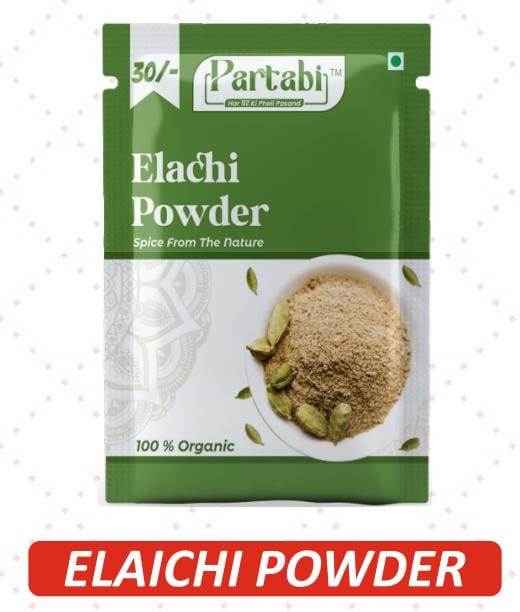 30/-
Partabi™
Har घर Ki Pheli Pasand
Elachi
Powder
Spice From The Nature
100 % Organic
ELAICHI POWDER